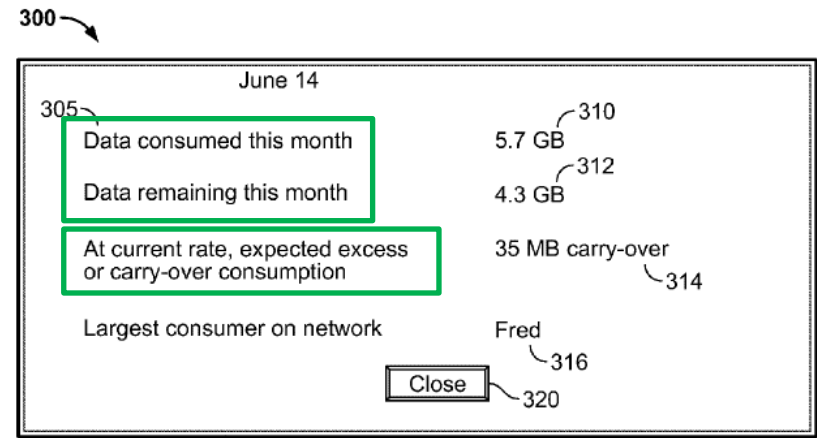 300
June 14
305
310
Data consumed this month 5.7 GB
312
Data remaining this month 4.3 GB
At current rate, expected excess 35 MB carry-over
or carry-over consumption
314
Largest consumer on network Fred
316
Close
320